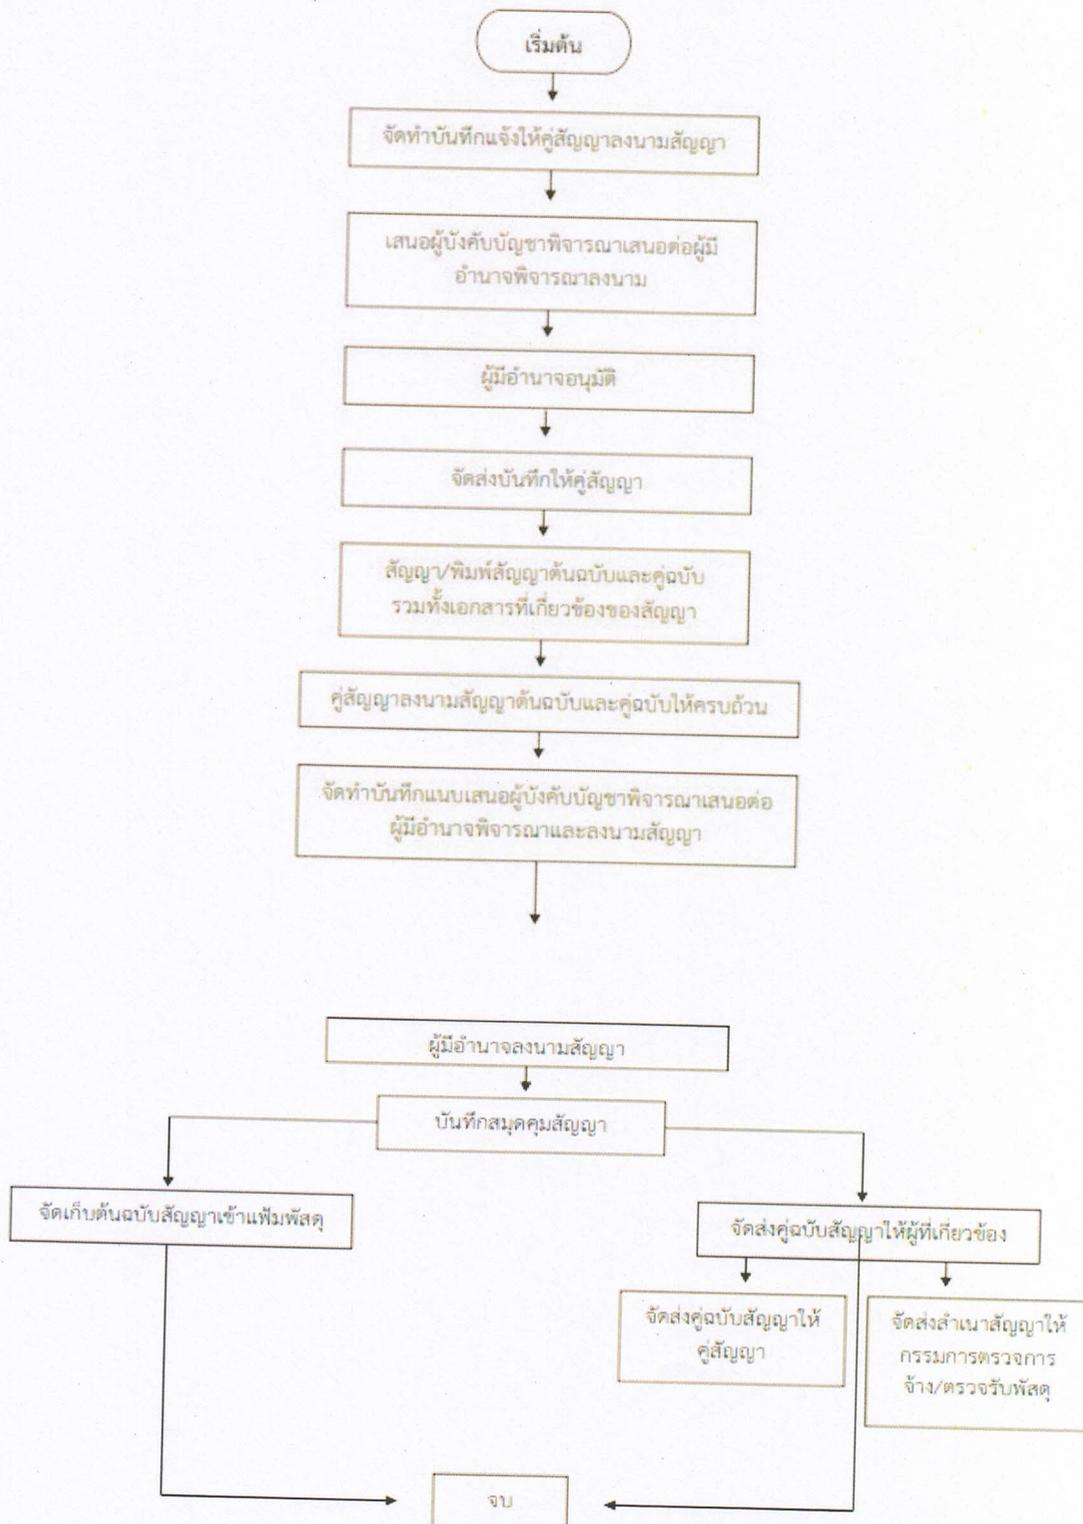 เริ่มต้น
จัดทำบันทึกแจ้งให้คู่สัญญาลงนามสัญญา
เสนอผู้บังคับบัญชาพิจารณาเสนอต่อผู้มี
อำนาจพิจารณาลงนาม
ผู้มีอำนาจอนุมัติ
จัดส่งบันทึกให้คู่สัญญา
สัญญา/พิมพ์สัญญาต้นฉบับและคู่ฉบับ
รวมทั้งเอกสารที่เกี่ยวข้องของสัญญา
คู่สัญญาลงนามสัญญาต้นฉบับและคู่ฉบับให้ครบถ้วน
จัดทำบันทึกแนบเสนอผู้บังคับบัญชาพิจารณาเสนอต่อ
ผู้มีอำนาจพิจารณาและลงนามสัญญา
ผู้มีอำนาจลงนามสัญญา
บันทึกสมุดคุมสัญญา
จัดเก็บต้นฉบับสัญญาเข้าแฟ้มพัสดุ
จัดส่งคู่ฉบับสัญญาให้ผู้ที่เกี่ยวข้อง
จัดส่งคู่ฉบับสัญญาให้
คู่สัญญา
จัดส่งสำเนาสัญญาให้
กรรมการตรวจการ
จ้าง/ตรวจรับพัสดุ
จบ